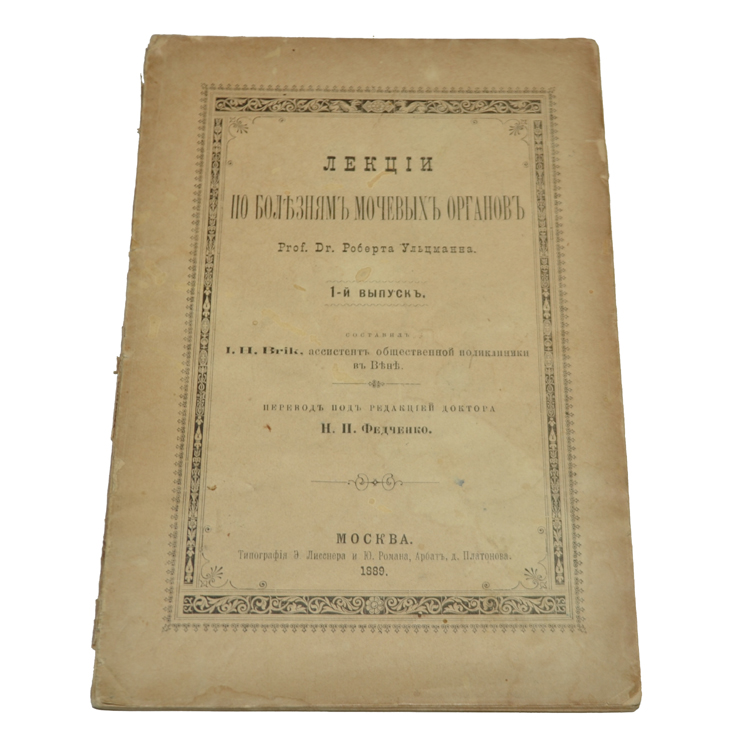 ЛЕКЦІИ
ПО БОЛѢЗНЯМЪ МОЧЕВЫХЪ ОРГАНОВЪ
Prof. Dr. Роберта Ульцманна.
1-й ВЫПУСКЪ.
СОСТАВИЛЪ
I. H. Brik, ассистентъ общественной поликлиники
въ Вѣнѣ.
ПЕРЕВОДЪ ПОДЪ РЕДАКЦІЕЙ ДОКТОРА
Н. П. Федченко.
МОСКВА.
Типографія Э. Лисснера и Ю. Романа, Арбатъ, д. Платонова.
1889.